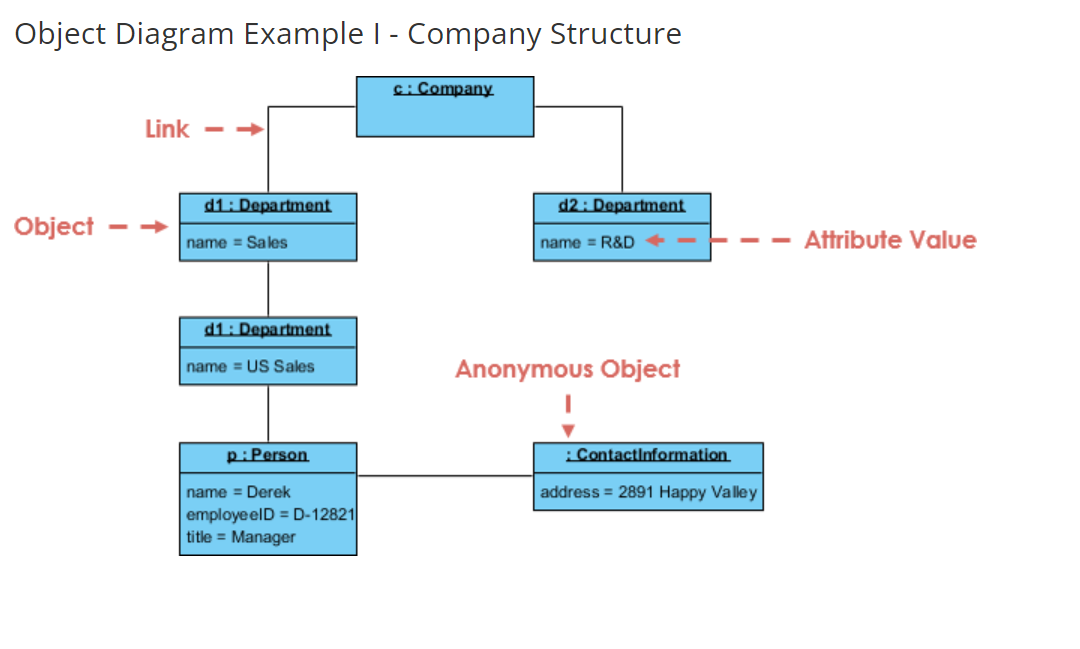 Object Diagram Example I - Company Structure
c : Company
Link
d1 : Department
d2 : Department
Object
name = Sales
name = R&D
Attribute Value
d1 : Department
name = US Sales
Anonymous Object
p : Person
: ContactInformation
name = Derek
address = 2891 Happy Valley
employeeID = D-12821
title = Manager